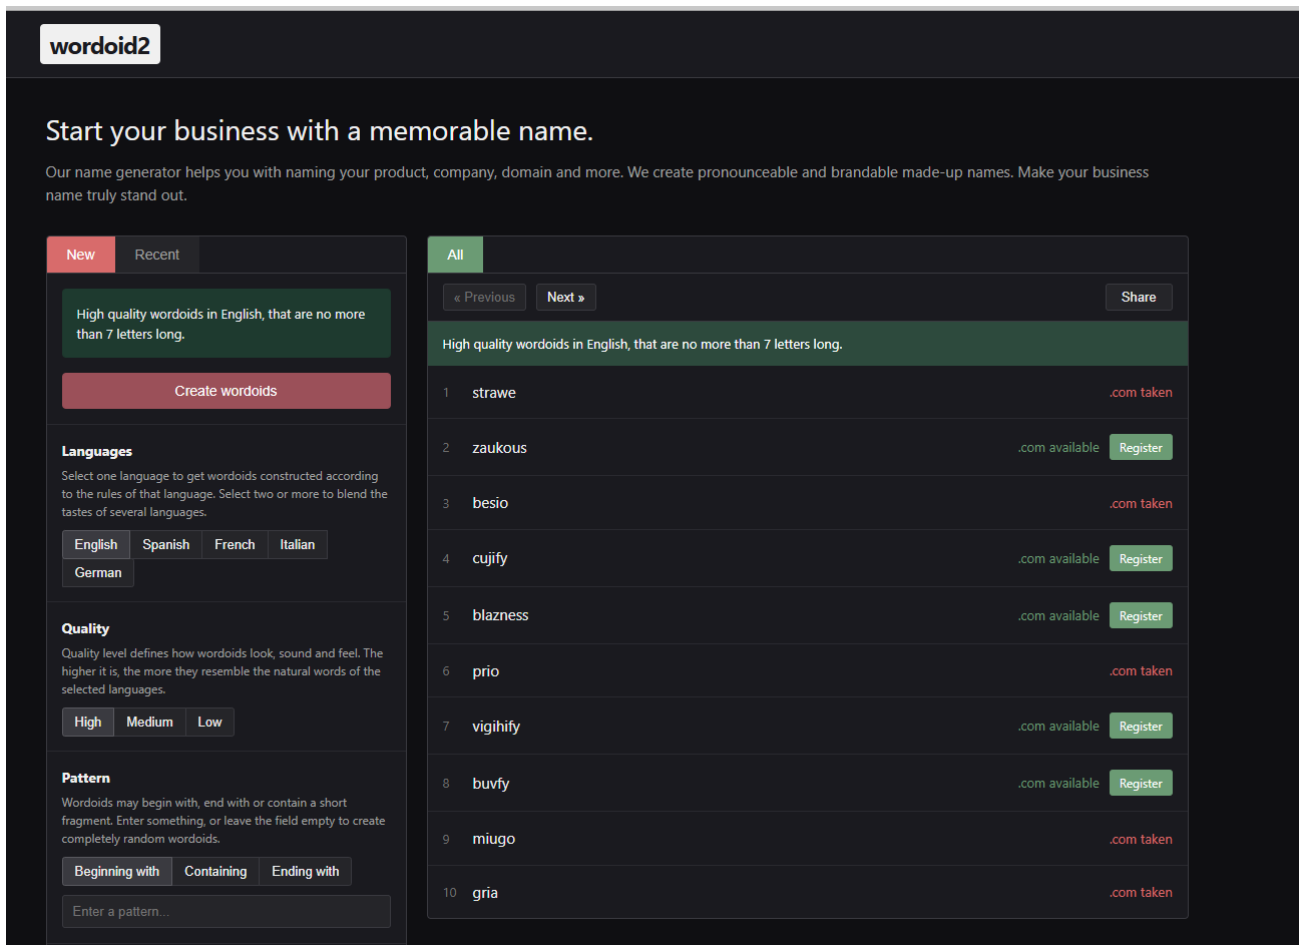 wordoid2
Start your business with a memorable name.
Our name generator helps you with naming your product, company, domain and more. We create pronounceable and brandable made-up names. Make your business
name truly stand out.
New Recent
High quality wordoids in English, that are no more
than 7 letters long.
Create wordoids
Languages
Select one language to get wordoids constructed according
to the rules of that language. Select two or more to blend the
tastes of several languages.
English Spanish French Italian
German
Quality
Quality level defines how wordoids look, sound and feel. The
higher it is, the more they resemble the natural words of the
selected languages.
High Medium Low
Pattern
Wordoids may begin with, end with or contain a short
fragment. Enter something, or leave the field empty to create
completely random wordoids.
Beginning with Containing Ending with
Enter a pattern...
All
« Previous Next » Share
High quality wordoids in English, that are no more than 7 letters long.
1 strawe .com taken
2 zaukous .com available Register
3 besio .com taken
4 cujify .com available Register
5 blazness .com available Register
6 prio .com taken
7 vigihify .com available Register
8 buvfy .com available Register
9 miugo .com taken
10 gria .com taken